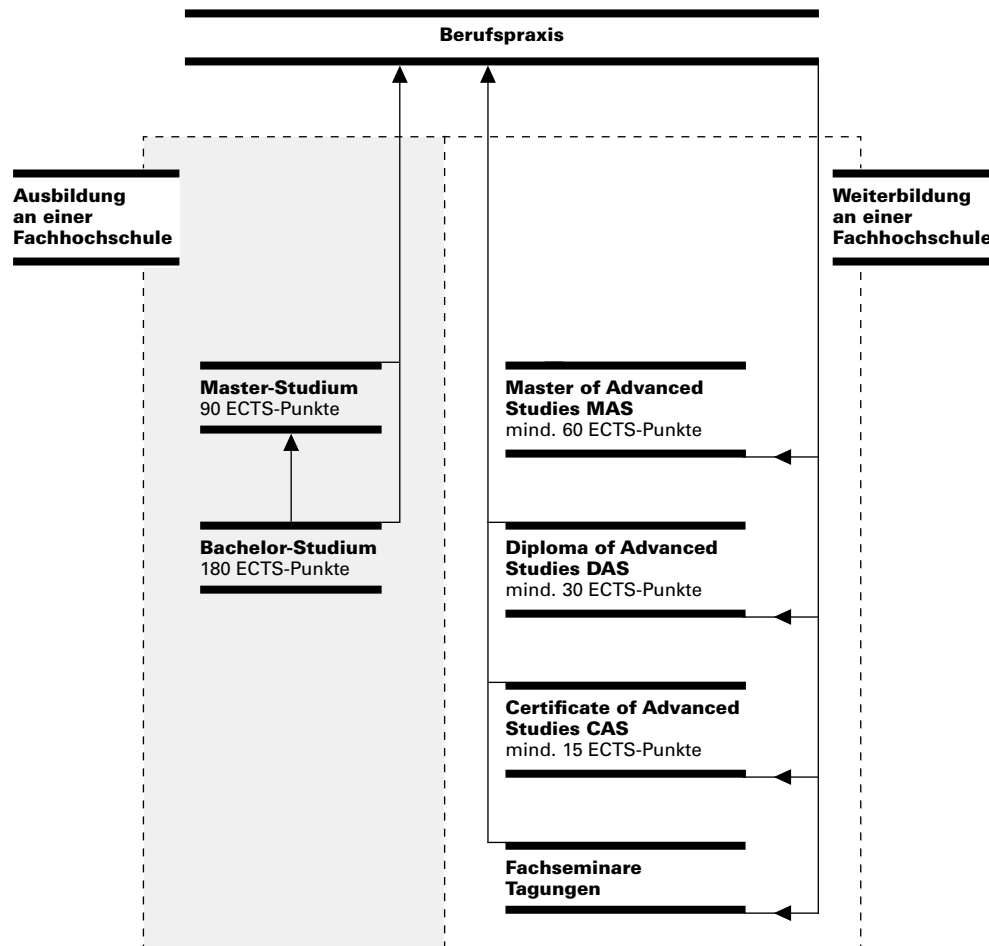 Berufspraxis
Ausbildung
an einer
Fachhochschule
Weiterbildung
an einer
Fachhochschule
Master-Studium
90 ECTS-Punkte
Bachelor-Studium
180 ECTS-Punkte
Master of Advanced
Studies MAS
mind. 60 ECTS-Punkte
Diploma of Advanced
Studies DAS
mind. 30 ECTS-Punkte
Certificate of Advanced
Studies CAS
mind. 15 ECTS-Punkte
Fachseminare
Tagungen